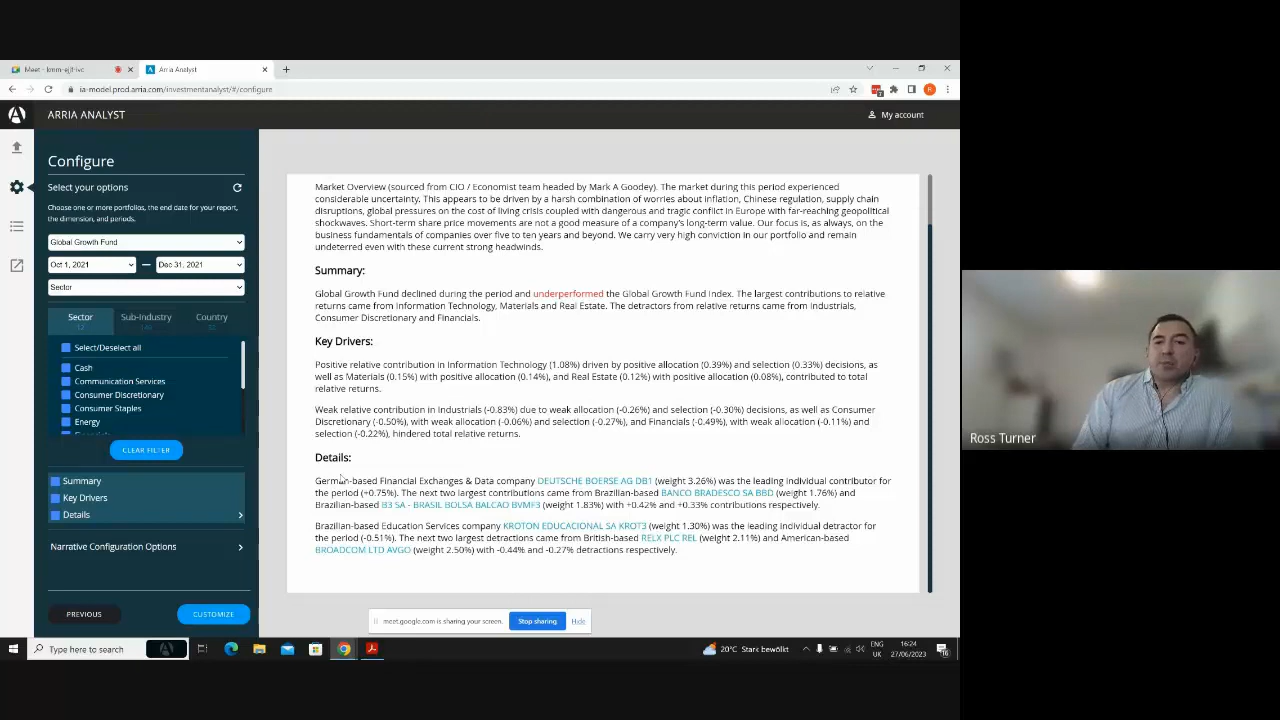 Meet - kmm-ejjt-ivc
Arria Analyst
ia-model.prod.arria.com/investmentanalyst/#/configure
ARRIA ANALYST
My account
Configure
Select your options
Choose one or more portfolios, the end date for your report,
the dimension, and periods.
Global Growth Fund
Oct 1, 2021
Dec 31, 2021
Sector
Sector
Sub-Industry
Country
12
Select/Deselect all
Cash
Communication Services
Consumer Discretionary
Consumer Staples
Energy
CLEAR FILTER
Summary
Key Drivers
Details
Narrative Configuration Options
PREVIOUS
CUSTOMIZE
Market Overview (sourced from CIO / Economist team headed by Mark A Goodey). The market during this period experienced
considerable uncertainty. This appears to be driven by a harsh combination of worries about inflation, Chinese regulation, supply chain
disruptions, global pressures on the cost of living crisis coupled with dangerous and tragic conflict in Europe with far-reaching geopolitical
shockwaves. Short-term share price movements are not a good measure of a company's long-term value. Our focus is, as always, on the
business fundamentals of companies over five to ten years and beyond. We carry very high conviction in our portfolio and remain
undeterred even with these current strong headwinds.
Summary:
Global Growth Fund declined during the period and underperformed the Global Growth Fund Index. The largest contributions to relative
returns came from Information Technology, Materials and Real Estate. The detractors from relative returns came from Industrials,
Consumer Discretionary and Financials.
Key Drivers:
Positive relative contribution in Information Technology (1.08%) driven by positive allocation (0.39%) and selection (0.33%) decisions, as
well as Materials (0.15%) with positive allocation (0.14%), and Real Estate (0.12%) with positive allocation (0.08%), contributed to total
relative returns.
Weak relative contribution in Industrials (-0.83%) due to weak allocation (-0.26%) and selection (-0.30%) decisions, as well as Consumer
Discretionary (-0.50%), with weak allocation (-0.06%) and selection (-0.27%), and Financials (-0.49%), with weak allocation (-0.11%) and
selection (-0.22%), hindered total relative returns.
Details:
German-based Financial Exchanges & Data company DEUTSCHE BOERSE AG DB1 (weight 3.26%) was the leading individual contributor for
the period (+0.75%). The next two largest contributions came from Brazilian-based BANCO BRADESCO SA BBD (weight 1.76%) and
Brazilian-based B3 SA - BRASIL BOLSA BALCAO BVMF3 (weight 1.83%) with +0.42% and +0.33% contributions respectively.
Brazilian-based Education Services company KROTON EDUCACIONAL SA KROT3 (weight 1.30%) was the leading individual detractor for
the period (-0.51%). The next two largest detractions came from British-based RELX PLC REL (weight 2.11%) and American-based
BROADCOM LTD AVGO (weight 2.50%) with -0.44% and -0.27% detractions respectively.
meet.google.com is sharing your screen.
Stop sharing
Hide
Type here to search
20°C Stark bewölkt
ENG
UK
16:24
27/06/2023
Ross Turner